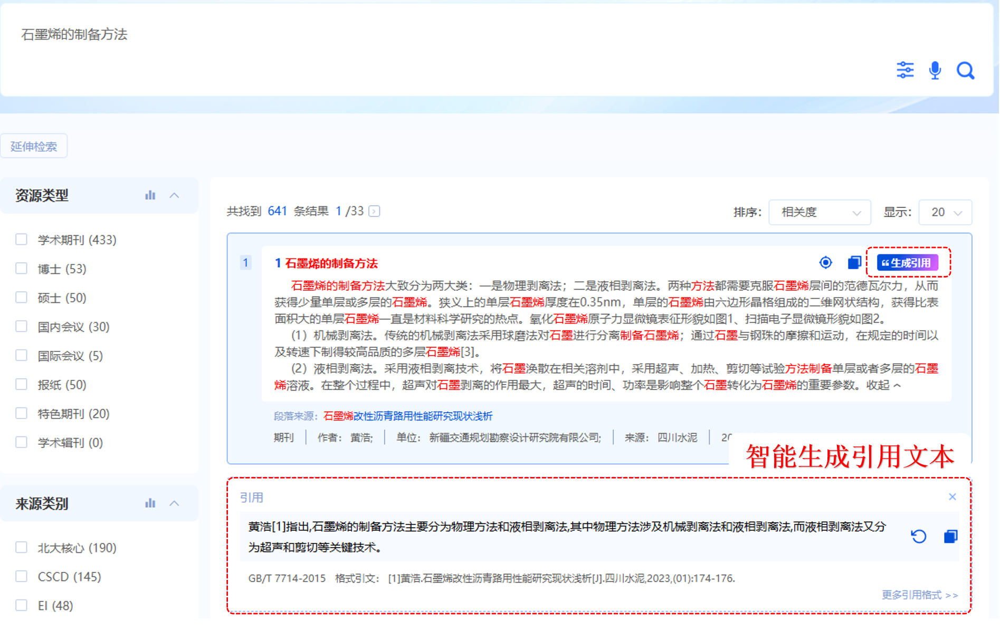 石墨烯的制备方法
延伸检索
资源类型
学术期刊 (433)
博士 (53)
硕士 (50)
国内会议 (30)
国际会议 (5)
报纸 (50)
特色期刊 (20)
学术辑刊 (0)
来源类别
北大核心 (190)
CSCD (145)
EI (48)
共找到 641 条结果 1 /33
排序： 相关度 显示： 20
1
1 石墨烯的制备方法
“生成引用
石墨烯的制备方法大致分为两大类：一是物理剥离法；二是液相剥离法。两种方法都需要克服石墨烯层间的范德瓦尔力，从而
获得少量单层或多层的石墨烯。狭义上的单层石墨烯厚度在0.35nm，单层的石墨烯由六边形晶格组成的二维网状结构，获得比表
面积大的单层石墨烯一直是材料科学研究的热点。氧化石墨烯原子力显微镜表征形貌如图1、扫描电子显微镜形貌如图2。
（1）机械剥离法。传统的机械剥离法采用球磨法对石墨进行分离制备石墨烯；通过石墨与钢珠的摩擦和运动，在规定的时间以
及转速下制得较高品质的多层石墨烯[3]。
（2）液相剥离法。采用液相剥离技术，将石墨涣散在相关溶剂中，采用超声、加热、剪切等试验方法制备单层或者多层的石墨
烯溶液。在整个过程中，超声对石墨剥离的作用最大，超声的时间、功率是影响整个石墨转化为石墨烯的重要参数。收起
段落来源：石墨烯改性沥青路用性能研究现状浅析
期刊 作者： 黄浩; 单位： 新疆交通规划勘察设计研究院有限公司; 来源： 四川水泥
智能生成引用文本
引用
黄浩[1]指出,石墨烯的制备方法主要分为物理方法和液相剥离法,其中物理方法涉及机械剥离法和液相剥离法,而液相剥离法又分
为超声和剪切等关键技术。
GB/T 7714-2015 格式引文： [1]黄浩.石墨烯改性沥青路用性能研究现状浅析[J].四川水泥,2023,(01):174-176.
更多引用格式 >>